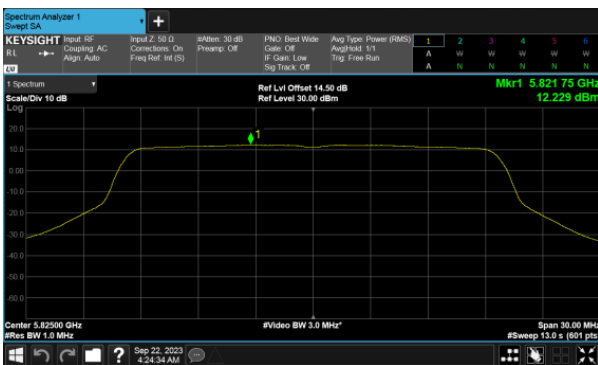 Spectrum Analyzer 1
Swept SA
+
KEYSIGHT Input: RF Input Z: 50 Ω #Atten: 30 dB PNO: Best Wide Avg Type: Power (RMS) 1 2 3 4 5 6
RL Coupling: AC Corrections: On Preamp: Off Gate: Off Avg|Hold: 1/1 A W W W W W
Align: Auto Freq Ref: Int (S) IF Gain: Low Trig: Free Run
LXI Sig Track: Off A N N N N N
1 Spectrum Ref Lvl Offset 14.50 dB Mkr1 5.821 75 GHz
Scale/Div 10 dB Ref Level 30.00 dBm 12.229 dBm
Log
20.0
1
10.0
0.00
-10.0
-20.0
-30.0
-40.0
-50.0
-60.0
Center 5.82500 GHz #Video BW 3.0 MHz* Span 30.00 MHz
#Res BW 1.0 MHz #Sweep 13.0 s (601 pts
? Sep 22, 2023
4:24:34 AM